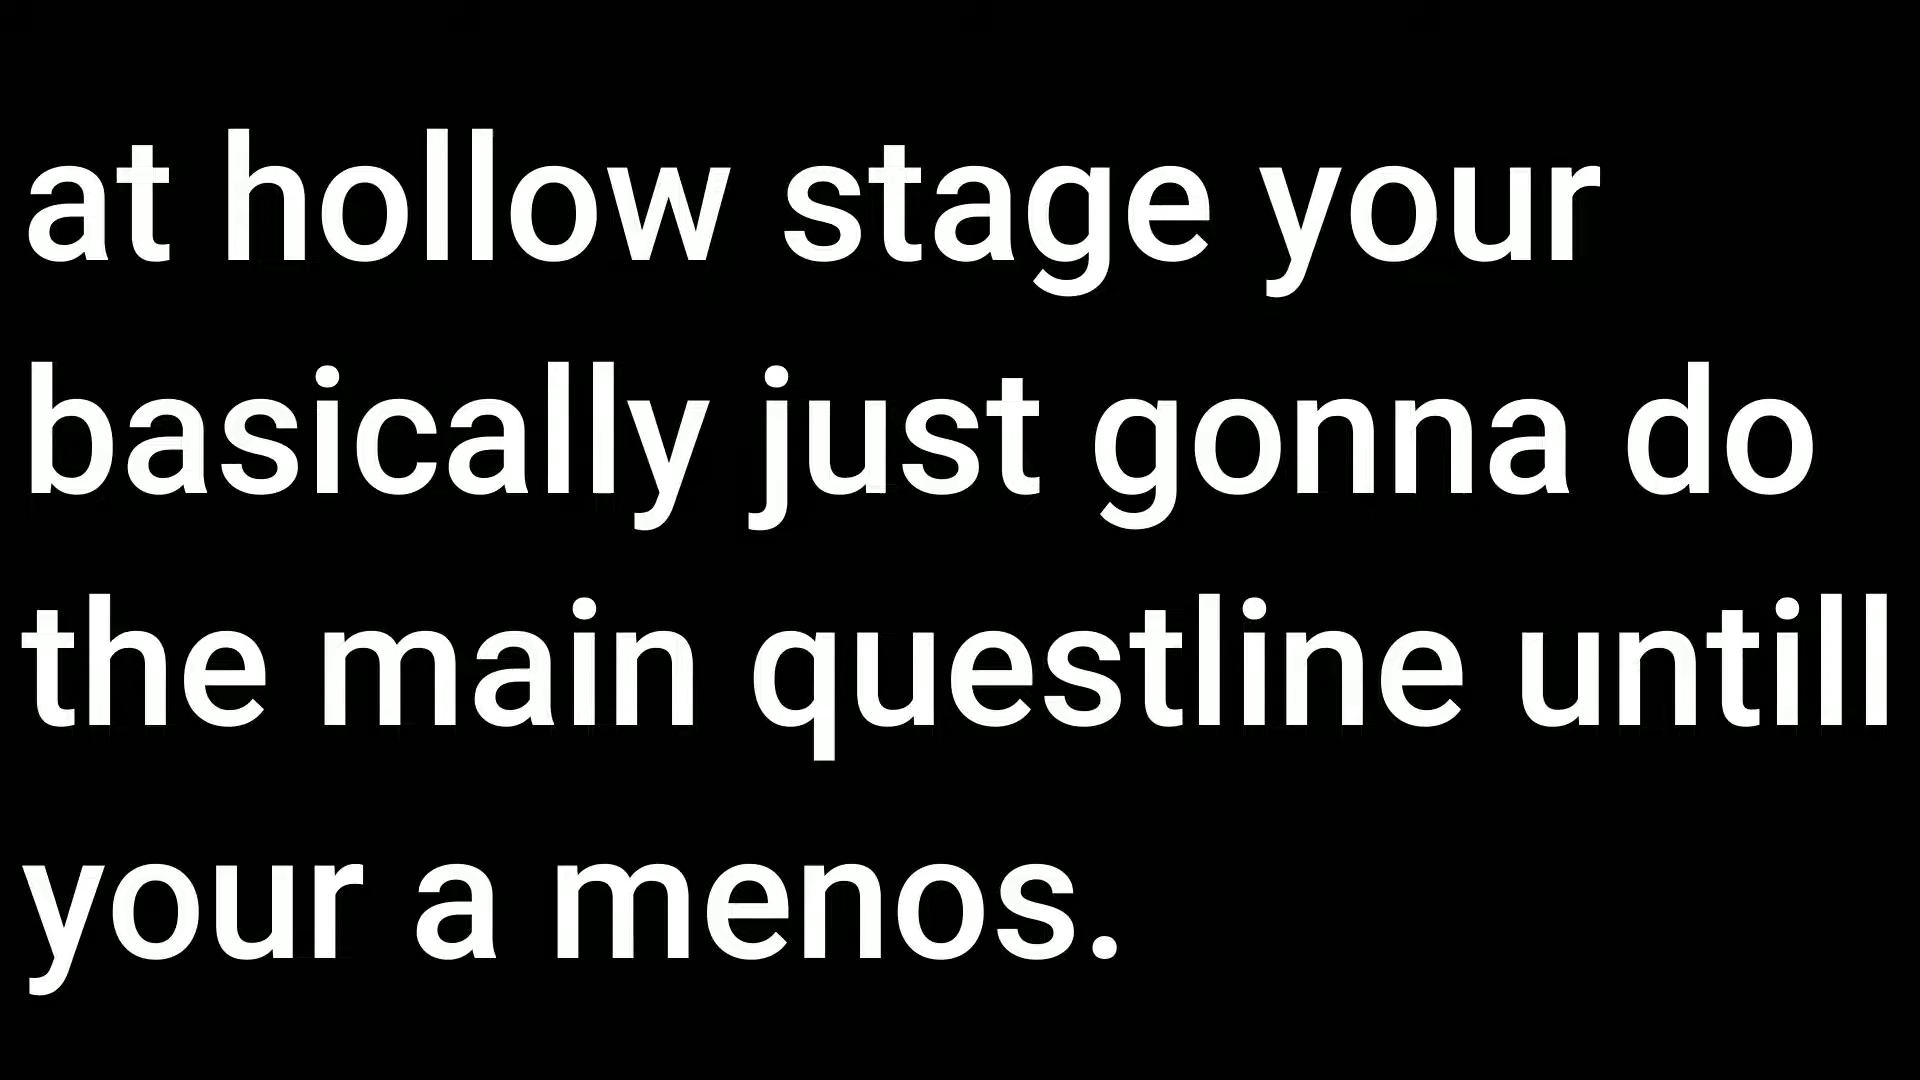 at hollow stage your
basically just gonna do
the main questline untill
your a menos.